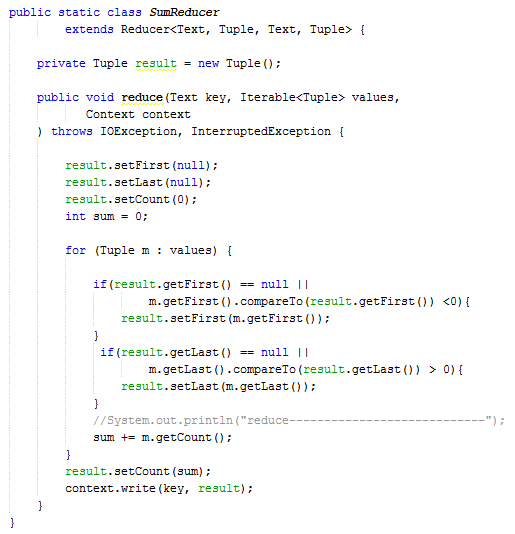 public static class SumReducer
        extends Reducer<Text, Tuple, Text, Tuple> {
    private Tuple result = new Tuple();
    public void reduce(Text key, Iterable<Tuple> values,
           Context context
    ) throws IOException, InterruptedException {
        result.setFirst(null);
        result.setLast(null);
        result.setCount(0);
        int sum = 0;
        for (Tuple m : values) {
            if(result.getFirst() == null ||
                    m.getFirst().compareTo(result.getFirst()) <0){
                result.setFirst(m.getFirst());
            }
             if(result.getLast() == null ||
                    m.getLast().compareTo(result.getLast()) > 0){
                result.setLast(m.getLast());
            }
            //System.out.println("reduce----------------------------");
            sum += m.getCount();
        }
        result.setCount(sum);
        context.write(key, result);
    }
}